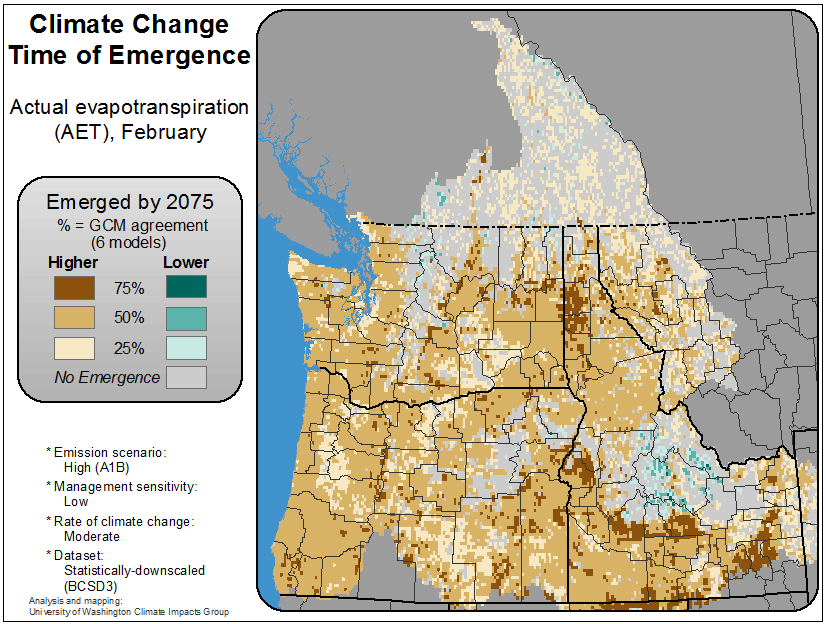 Climate Change
Time of Emergence
Actual evapotranspiration
(AET), February
Emerged by 2075
% = GCM agreement
(6 models)
Higher Lower
75%
50%
25%
No Emergence
* Emission scenario:
High (A1B)
* Management sensitivity:
Low
* Rate of climate change:
Moderate
* Dataset:
Statistically-downscaled
(BCSD3)
Analysis and mapping:
University of Washington Climate Impacts Group